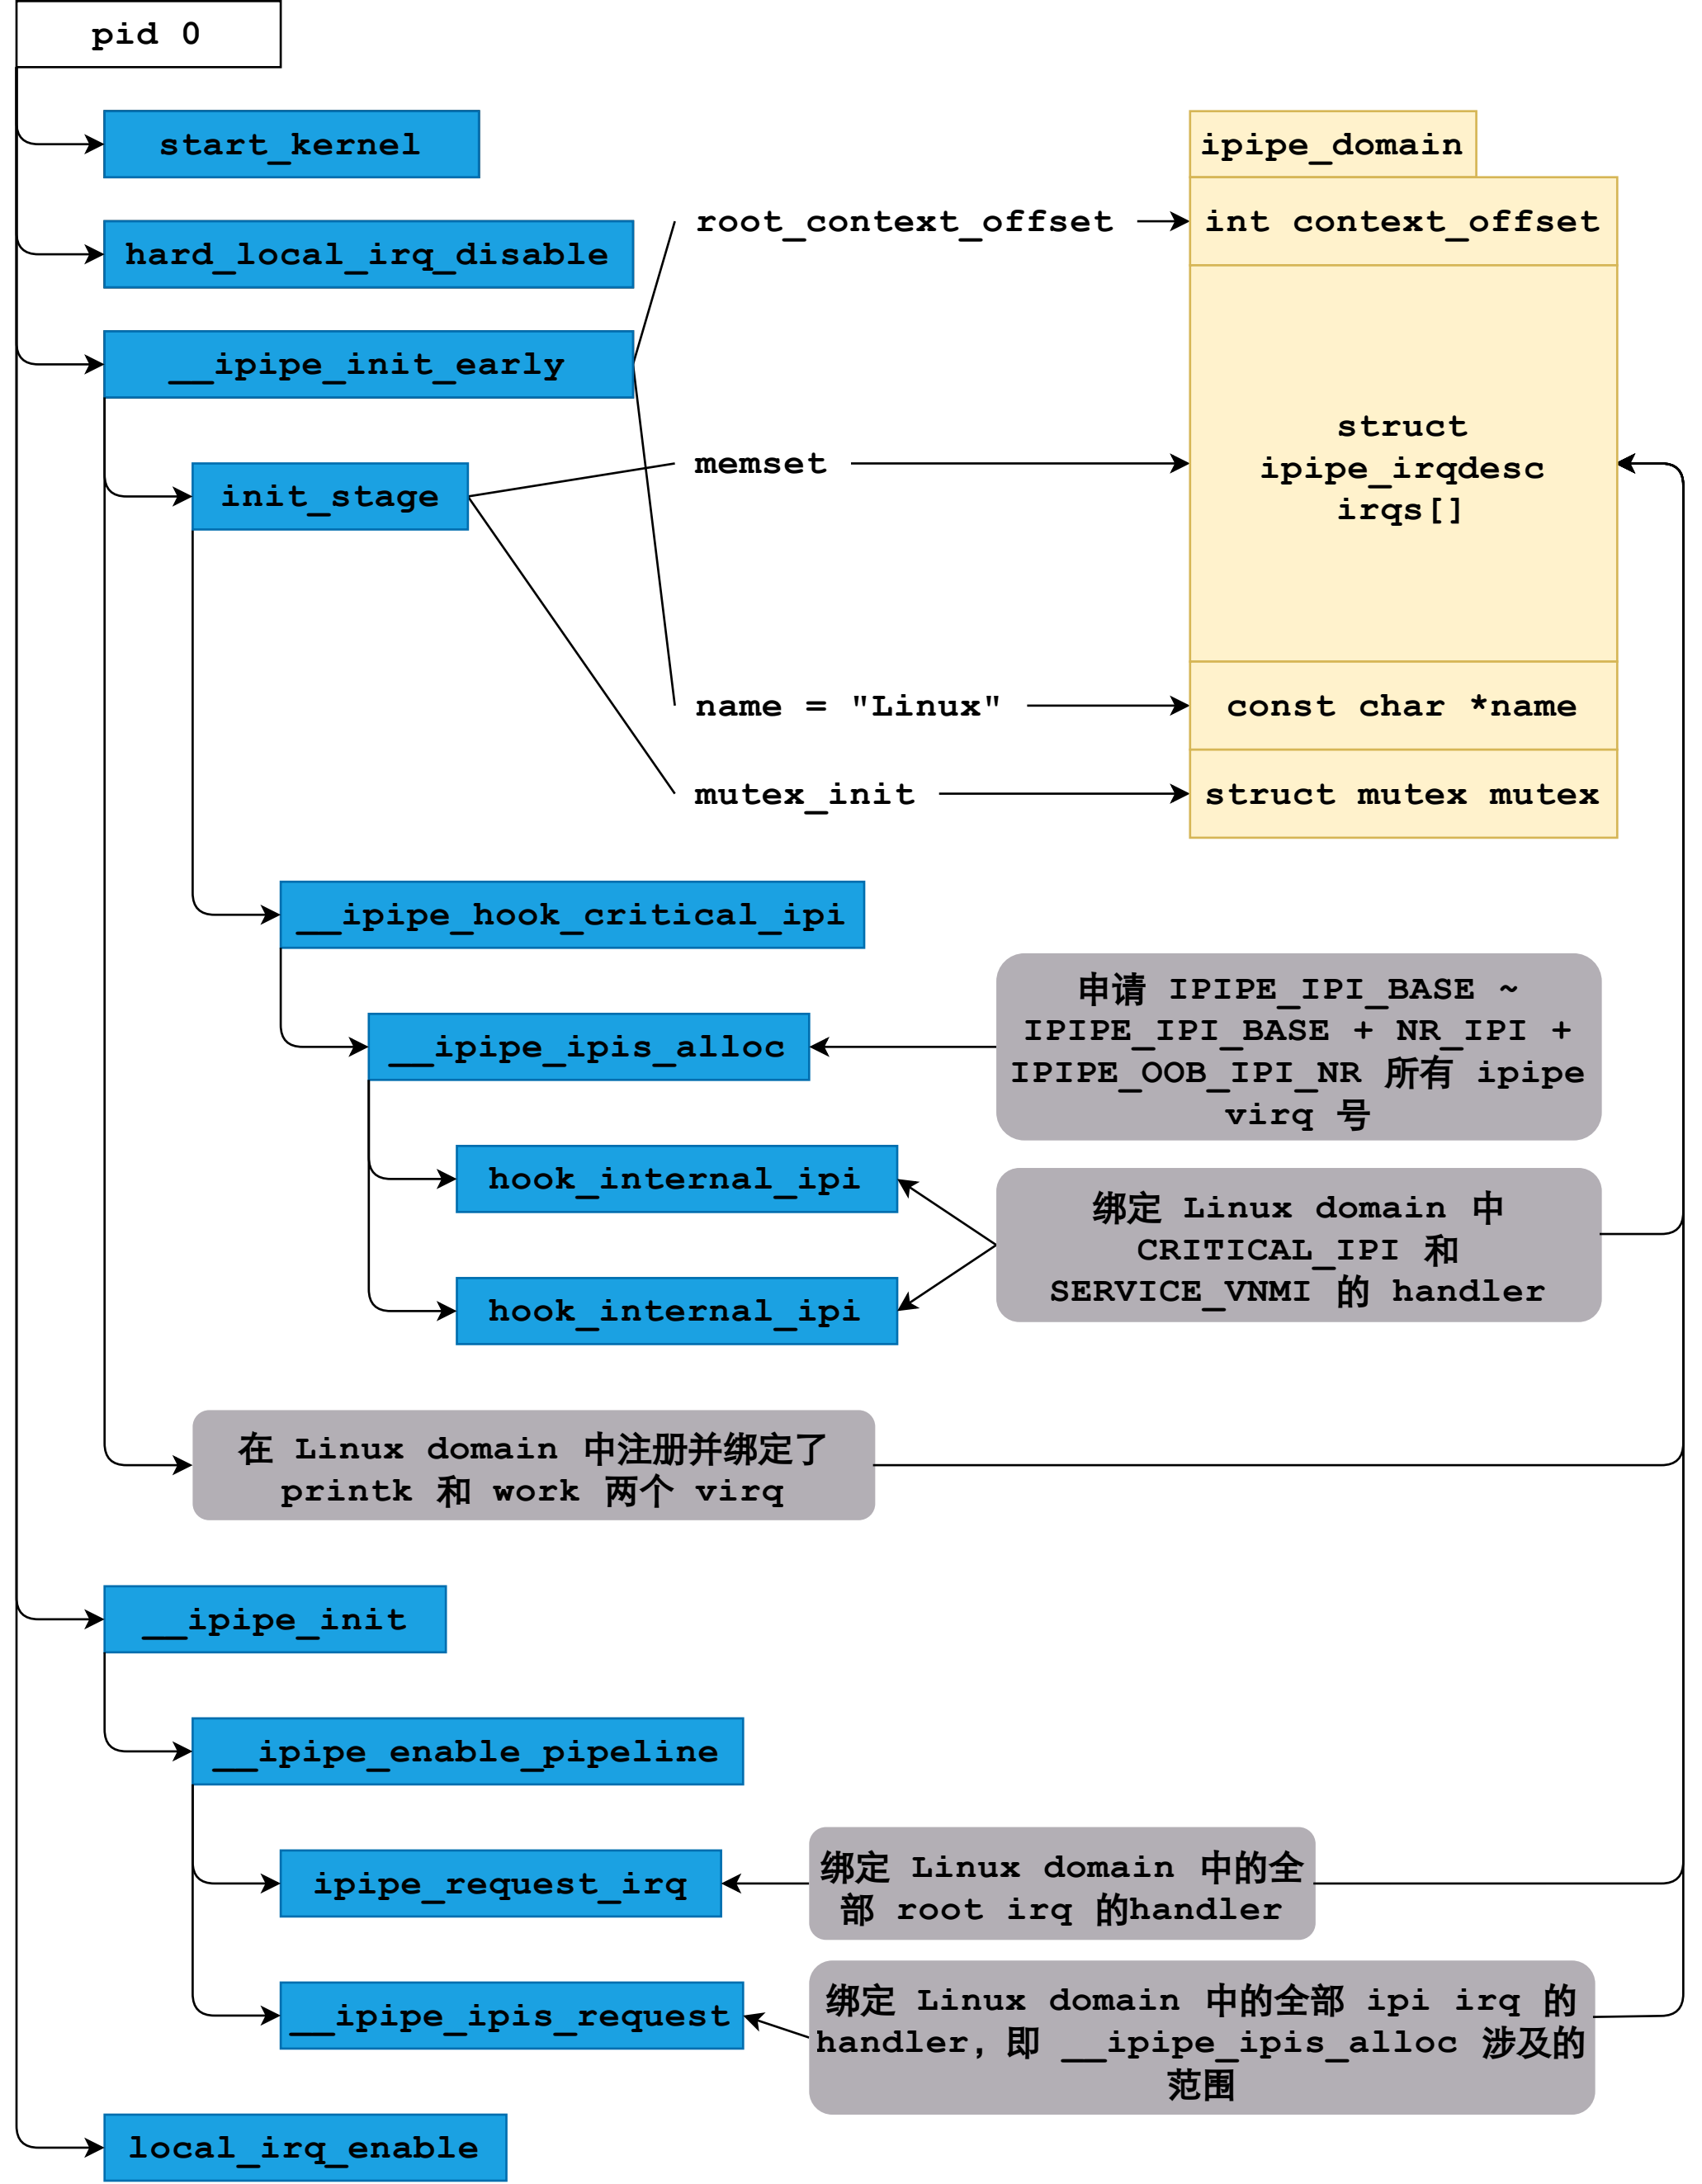 pid 0
start_kernel
ipipe_domain
hard_local_irq_disable
root_context_offset
int context_offset
__ipipe_init_early
struct
ipipe_irqdesc
irqs[]
init_stage
memset
name = "Linux"
const char *name
mutex_init
struct mutex mutex
__ipipe_hook_critical_ipi
__ipipe_ipis_alloc
申请 IPIPE_IPI_BASE ~
IPIPE_IPI_BASE + NR_IPI +
IPIPE_OOB_IPI_NR 所有 ipipe
virq 号
hook_internal_ipi
hook_internal_ipi
绑定 Linux domain 中
CRITICAL_IPI 和
SERVICE_VNMI 的 handler
在 Linux domain 中注册并绑定了
printk 和 work 两个 virq
__ipipe_init
__ipipe_enable_pipeline
ipipe_request_irq
绑定 Linux domain 中的全
部 root irq 的handler
__ipipe_ipis_request
绑定 Linux domain 中的全部 ipi irq 的
handler，即 __ipipe_ipis_alloc 涉及的
范围
local_irq_enable